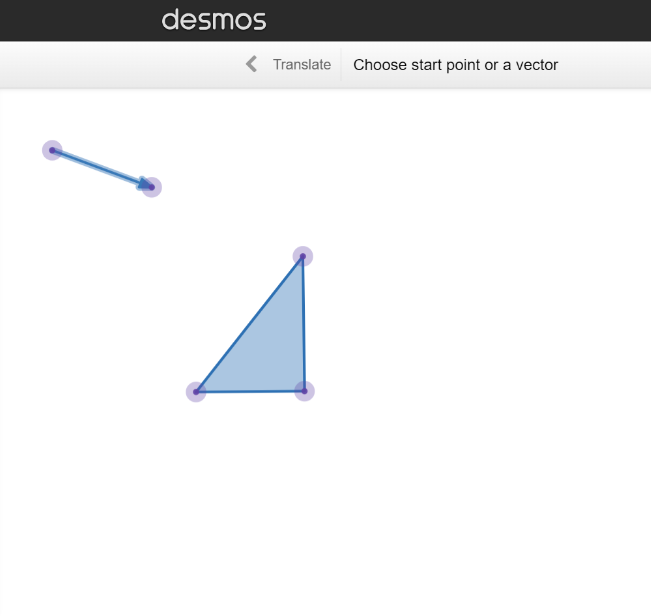 desmos
Translate
Choose start point or a vector